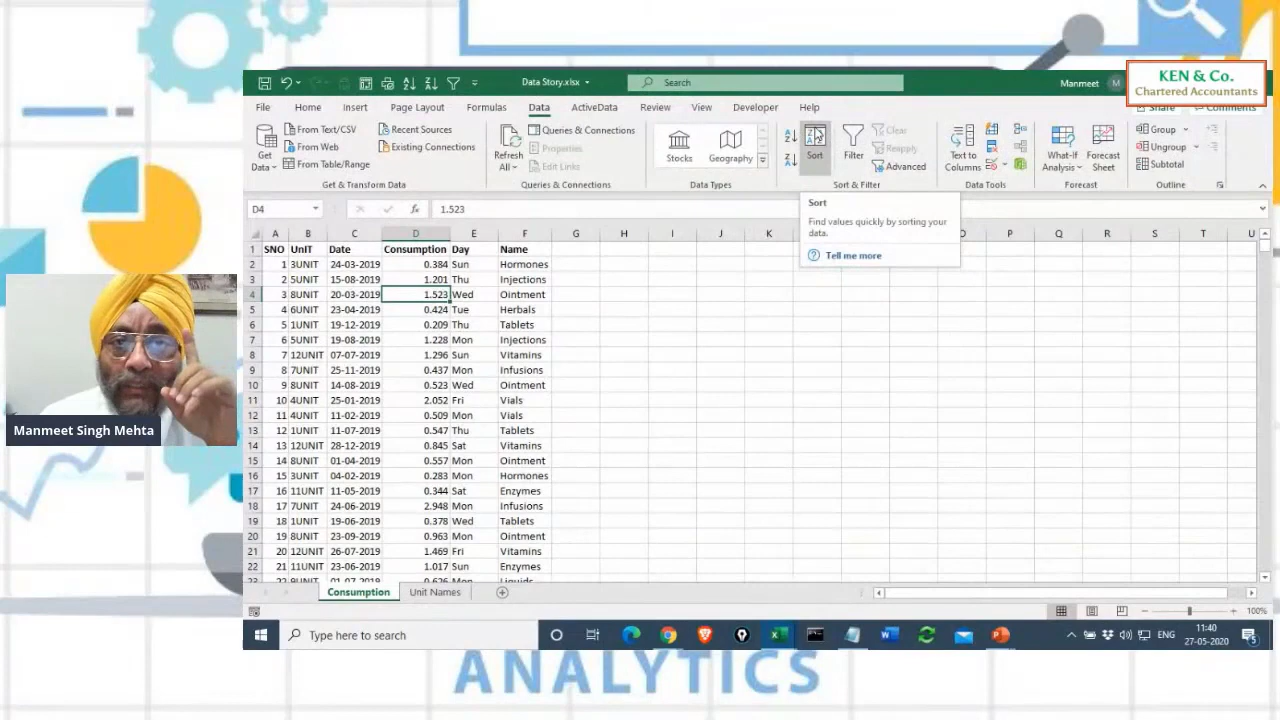 KEN & Co.
Chartered Accountants
Data Story.xlsx
Search
Manmeet M
File Home Insert Page Layout Formulas Data ActiveData Review View Developer Help Share Comments
Get Data
From Text/CSV
From Web
From Table/Range
Recent Sources
Existing Connections
Get & Transform Data
Refresh All
Queries & Connections
Properties
Edit Links
Queries & Connections
Stocks
Geography
Data Types
Sort
Filter
Clear
Reapply
Advanced
Sort & Filter
Text to Columns
Data Tools
What-If Analysis
Forecast Sheet
Forecast
Group
Ungroup
Subtotal
Outline
D4 fx 1.523
Sort
Find values quickly by sorting your
data.
Tell me more
A B C D E F G H I J K O P Q R S T U
1 SNO UniT Date Consumption Day Name
2 1 3UNIT 24-03-2019 0.384 Sun Hormones
3 2 5UNIT 15-08-2019 1.201 Thu Injections
4 3 8UNIT 20-03-2019 1.523 Wed Ointment
5 4 6UNIT 23-04-2019 0.424 Tue Herbals
6 5 1UNIT 19-12-2019 0.209 Thu Tablets
7 6 5UNIT 19-08-2019 1.228 Mon Injections
8 7 12UNIT 07-07-2019 1.296 Sun Vitamins
9 8 7UNIT 25-11-2019 0.437 Mon Infusions
10 9 8UNIT 14-08-2019 0.523 Wed Ointment
11 10 4UNIT 25-01-2019 2.052 Fri Vials
12 11 4UNIT 11-02-2019 0.509 Mon Vials
13 12 1UNIT 11-07-2019 0.547 Thu Tablets
14 13 12UNIT 28-12-2019 0.845 Sat Vitamins
15 14 8UNIT 01-04-2019 0.557 Mon Ointment
16 15 3UNIT 04-02-2019 0.283 Mon Hormones
17 16 11UNIT 11-05-2019 0.344 Sat Enzymes
18 17 7UNIT 24-06-2019 2.948 Mon Infusions
19 18 1UNIT 19-06-2019 0.378 Wed Tablets
20 19 8UNIT 23-09-2019 0.963 Mon Ointment
21 20 12UNIT 26-07-2019 1.469 Fri Vitamins
22 21 11UNIT 23-06-2019 1.017 Sun Enzymes
23 22 9UNIT 01-07-2019 0.626 Mon Liquids
Manmeet Singh Mehta
Consumption Unit Names
100%
Type here to search
ENG
11:40
27-05-2020
5
ANALYTICS